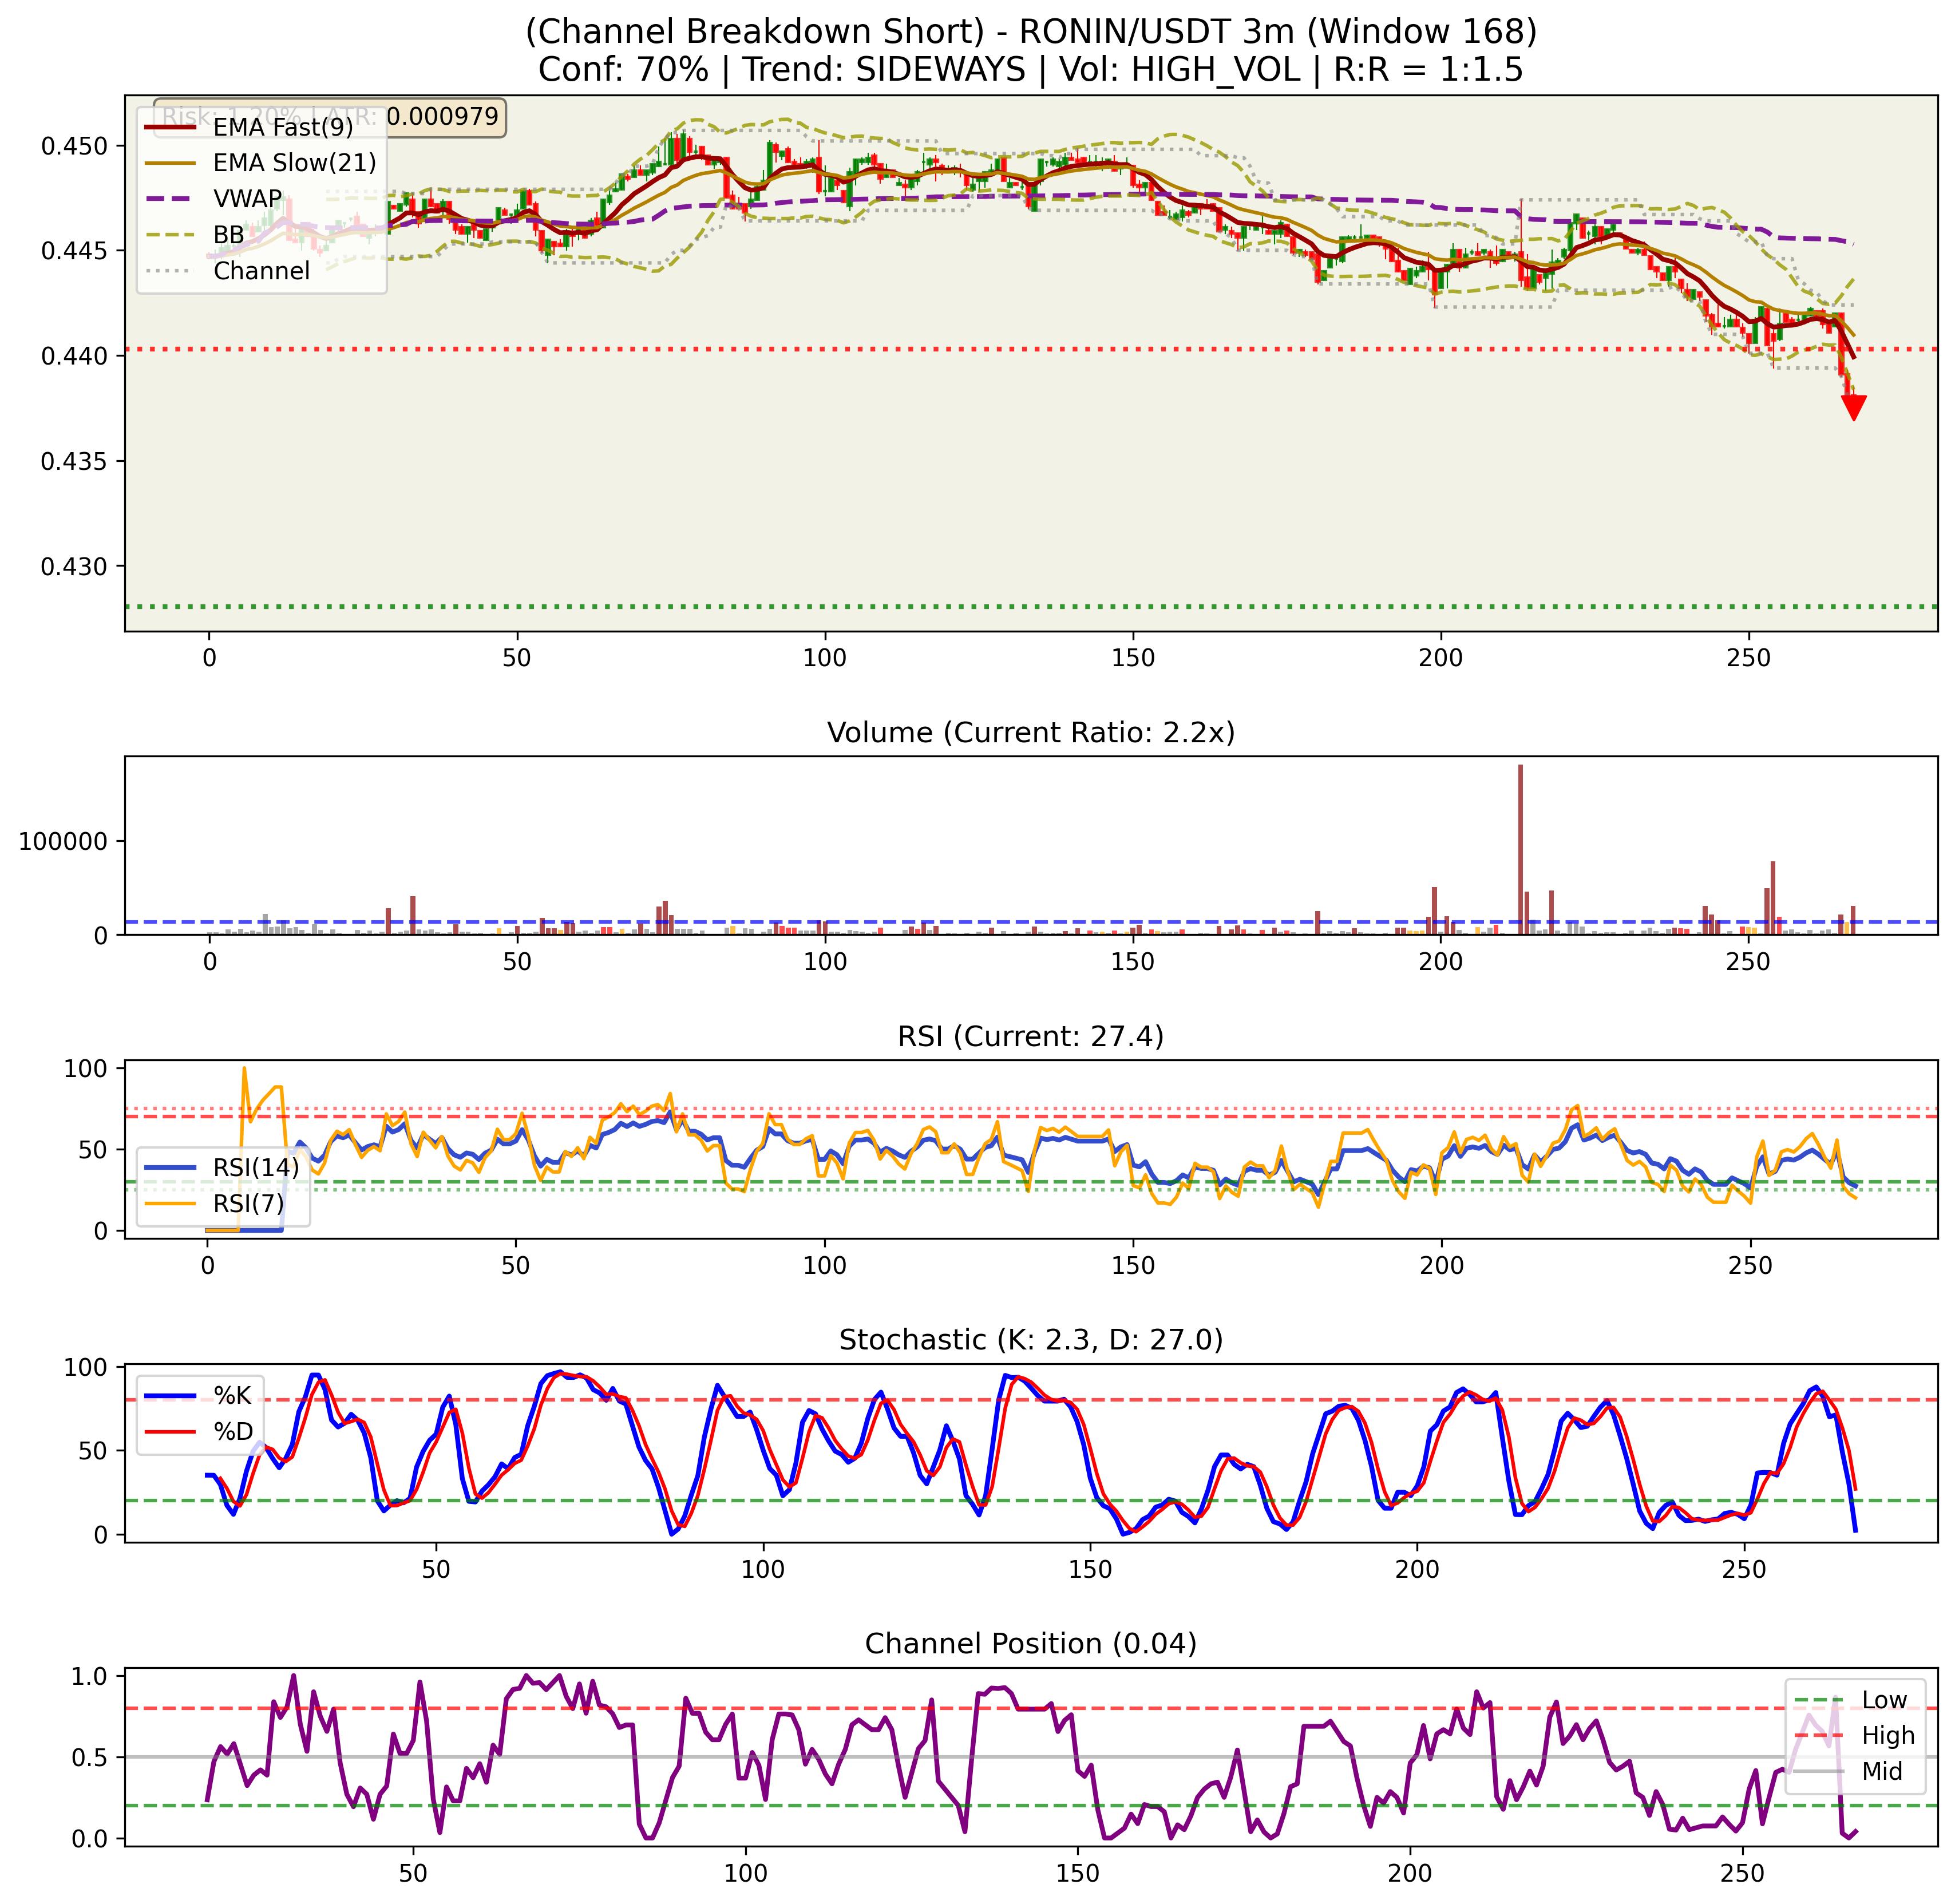 (Channel Breakdown Short) - RONIN/USDT 3m (Window 168)
Conf: 70% | Trend: SIDEWAYS | Vol: HIGH_VOL | R:R = 1:1.5
Risk: 1.20% | ATR: 0.000979
EMA Fast(9)
EMA Slow(21)
VWAP
BB
Channel
0.450
0.445
0.440
0.435
0.430
0 50 100 150 200 250
Volume (Current Ratio: 2.2x)
100000
0
0 50 100 150 200 250
RSI (Current: 27.4)
100
50
0
RSI(14)
RSI(7)
0 50 100 150 200 250
Stochastic (K: 2.3, D: 27.0)
100
50
0
%K
%D
50 100 150 200 250
Channel Position (0.04)
1.0
0.5
0.0
Low
High
Mid
50 100 150 200 250